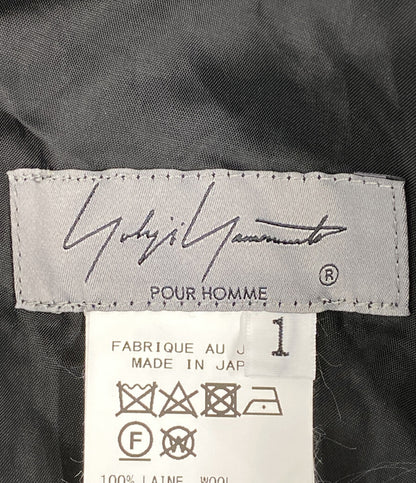 Yohji Yamamoto
POUR HOMME ®
1
FABRIQUE AU J
MADE IN JAP
F W
100% LAINE WOOL